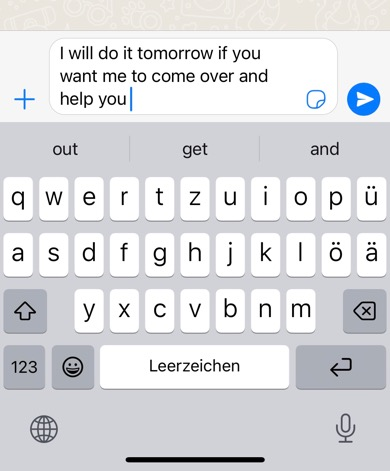 I will do it tomorrow if you
want me to come over and
help you
out get and
q w e r t z u i o p ü
a s d f g h j k l ö ä
y x c v b n m
123 Leerzeichen